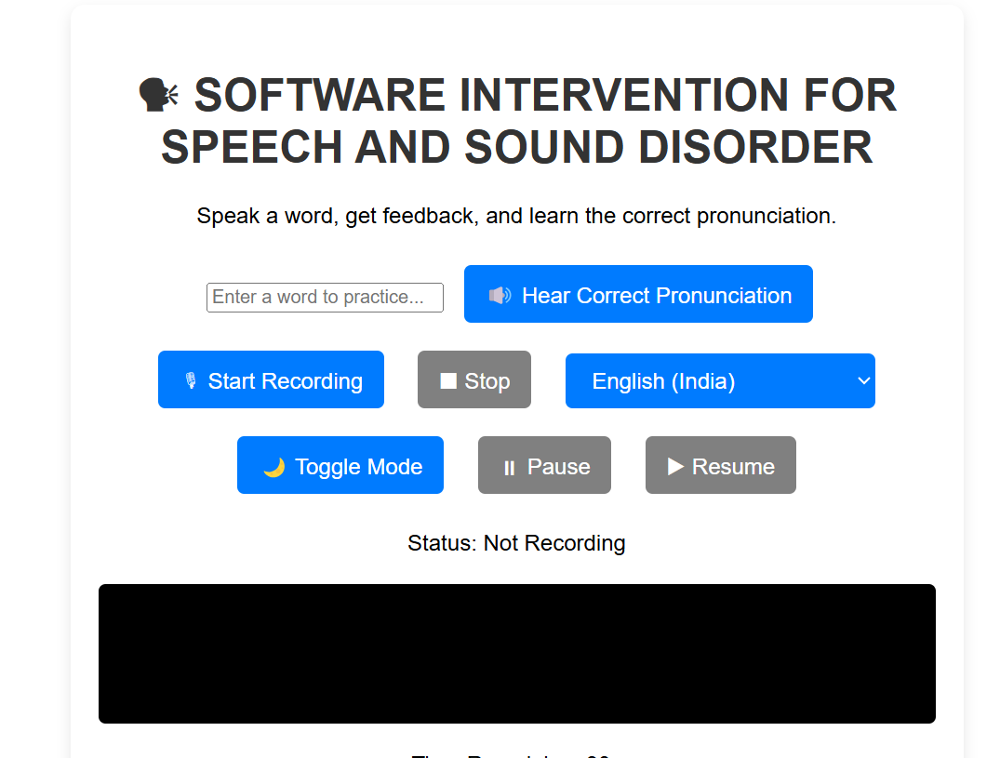 SOFTWARE INTERVENTION FOR
SPEECH AND SOUND DISORDER
Speak a word, get feedback, and learn the correct pronunciation.
Enter a word to practice...
Hear Correct Pronunciation
Start Recording
Stop
English (India)
Toggle Mode
Pause
Resume
Status: Not Recording